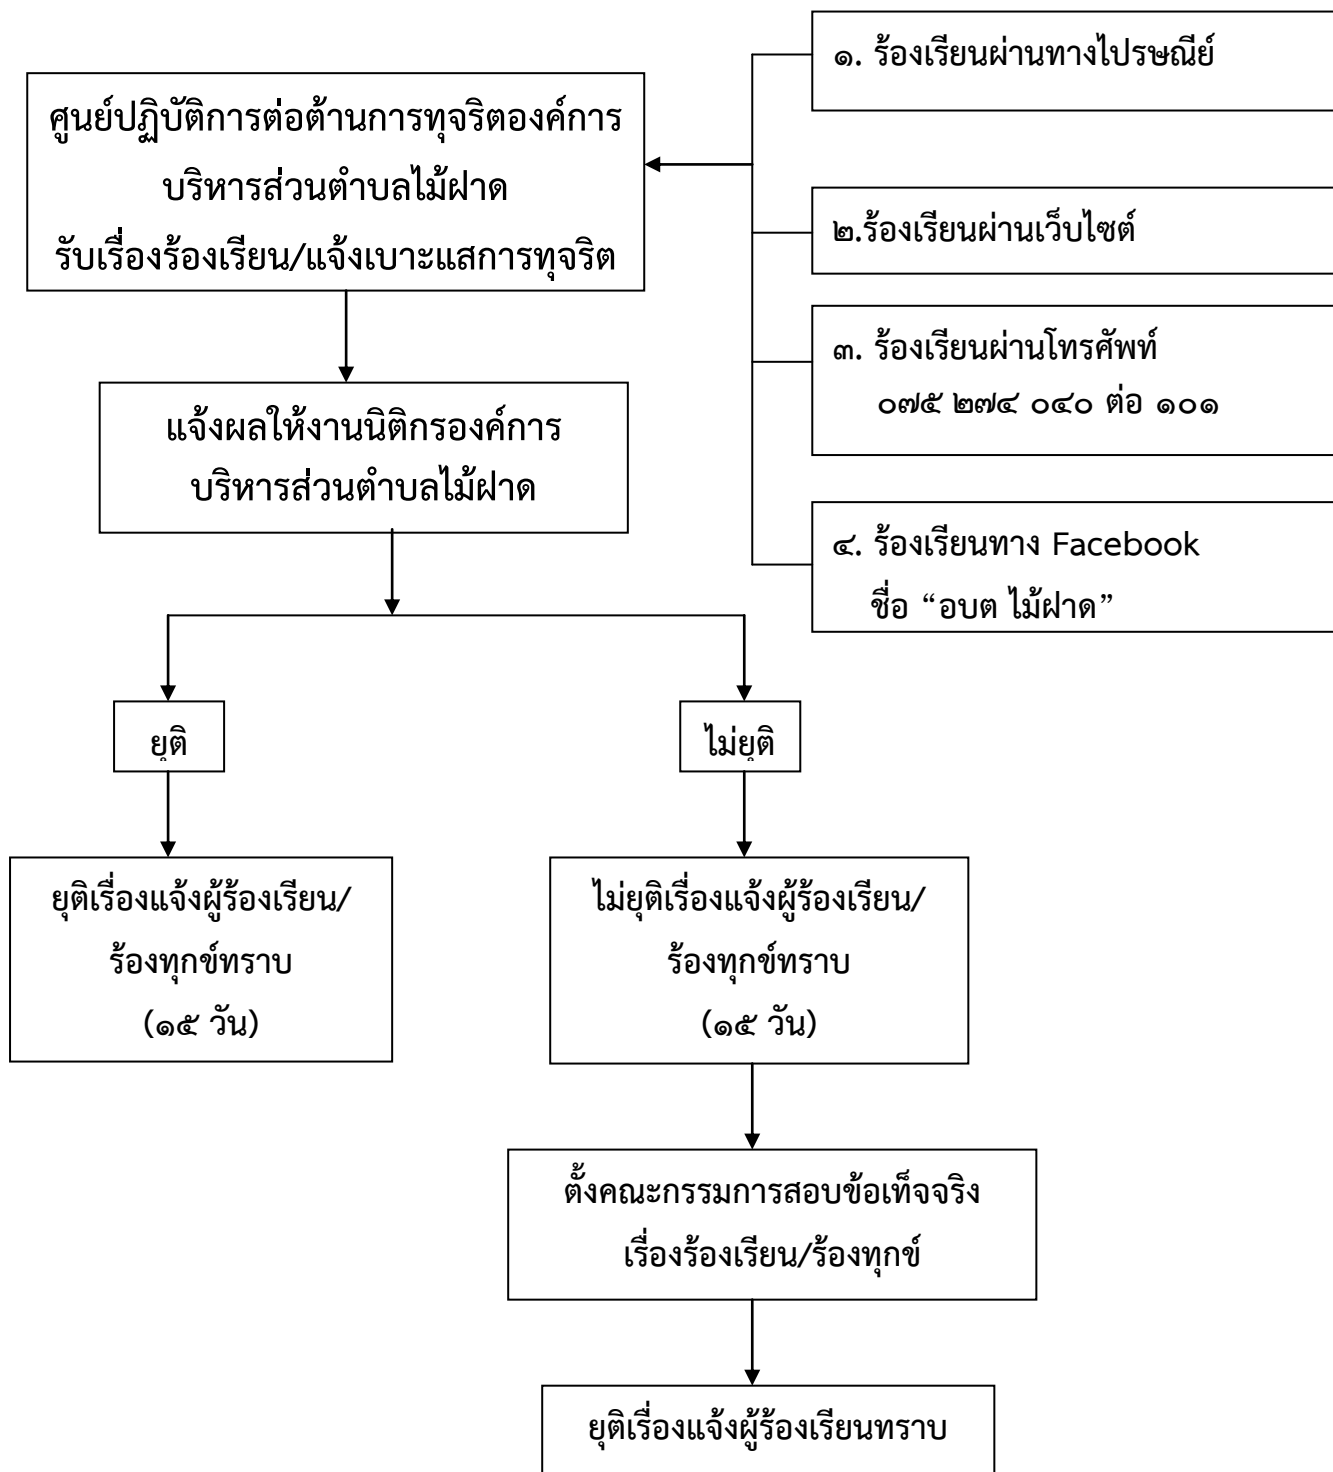 ๑. ร้องเรียนผ่านทางไปรษณีย์
ศูนย์ปฏิบัติการต่อต้านการทุจริตองค์การ
บริหารส่วนตำบลไม้ฝาด
รับเรื่องร้องเรียน/แจ้งเบาะแสการทุจริต
๒.ร้องเรียนผ่านเว็บไซต์
๓. ร้องเรียนผ่านโทรศัพท์
๐๗๕ ๒๗๔ ๐๔๐ ต่อ ๑๐๑
๔. ร้องเรียนทาง Facebook
ชื่อ “อบต ไม้ฝาด”
แจ้งผลให้งานนิติกรองค์การ
บริหารส่วนตำบลไม้ฝาด
ยุติ
ไม่ยุติ
ยุติเรื่องแจ้งผู้ร้องเรียน/
ร้องทุกข์ทราบ
(๑๕ วัน)
ไม่ยุติเรื่องแจ้งผู้ร้องเรียน/
ร้องทุกข์ทราบ
(๑๕ วัน)
ตั้งคณะกรรมการสอบข้อเท็จจริง
เรื่องร้องเรียน/ร้องทุกข์
ยุติเรื่องแจ้งผู้ร้องเรียนทราบ